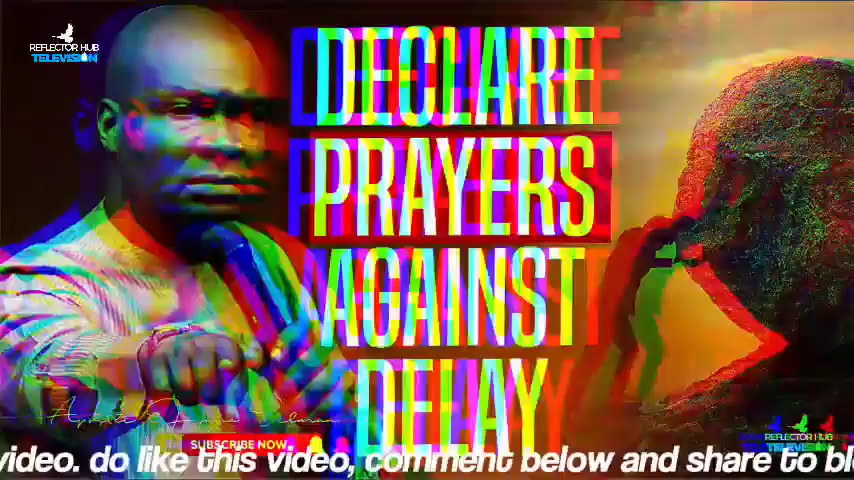 REFLECTOR HUB
TELEVISION
DECLARE
PRAYERS
AGAINST
DELAY
SUBSCRIBE NOW
REFLECTOR HUB
TELEVISION
video. do like this video, comment below and share to bl